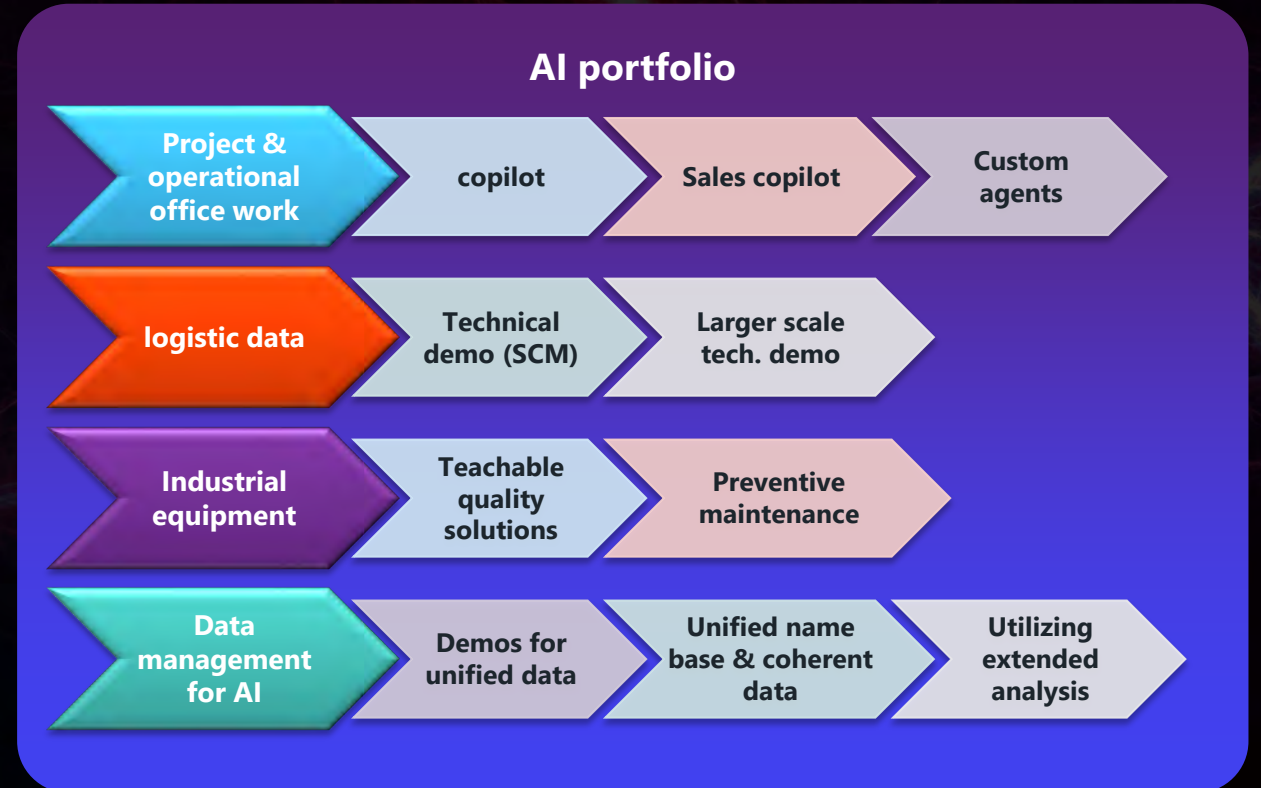 AI portfolio
Project &
operational
office work
copilot
Sales copilot
Custom
agents
logistic data
Technical
demo (SCM)
Larger scale
tech. demo
Industrial
equipment
Teachable
quality
solutions
Preventive
maintenance
Data
management
for AI
Demos for
unified data
Unified name
base & coherent
data
Utilizing
extended
analysis